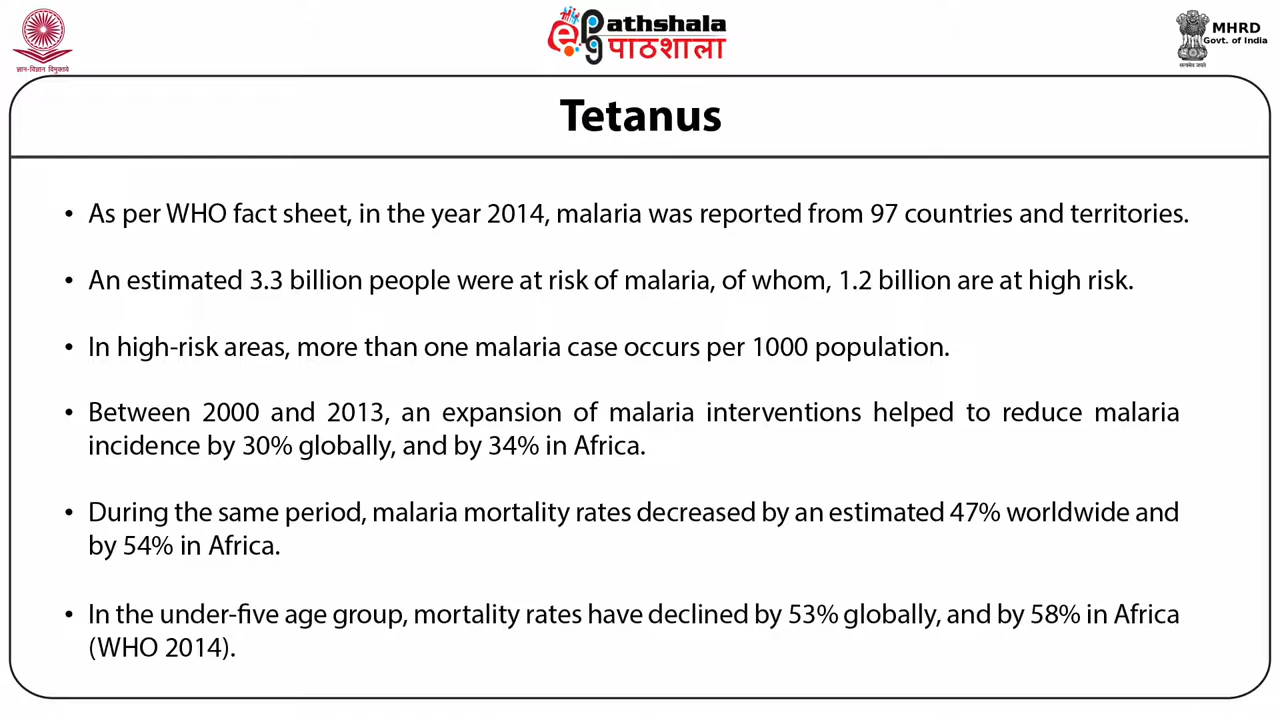 ज्ञान-विज्ञान विमुक्तये
ePG athshala
पाठशाला
MHRD
Govt. of India
सत्यमेव जयते
Tetanus
• As per WHO fact sheet, in the year 2014, malaria was reported from 97 countries and territories.
• An estimated 3.3 billion people were at risk of malaria, of whom, 1.2 billion are at high risk.
• In high-risk areas, more than one malaria case occurs per 1000 population.
• Between 2000 and 2013, an expansion of malaria interventions helped to reduce malaria
incidence by 30% globally, and by 34% in Africa.
• During the same period, malaria mortality rates decreased by an estimated 47% worldwide and
by 54% in Africa.
• In the under-five age group, mortality rates have declined by 53% globally, and by 58% in Africa
(WHO 2014).